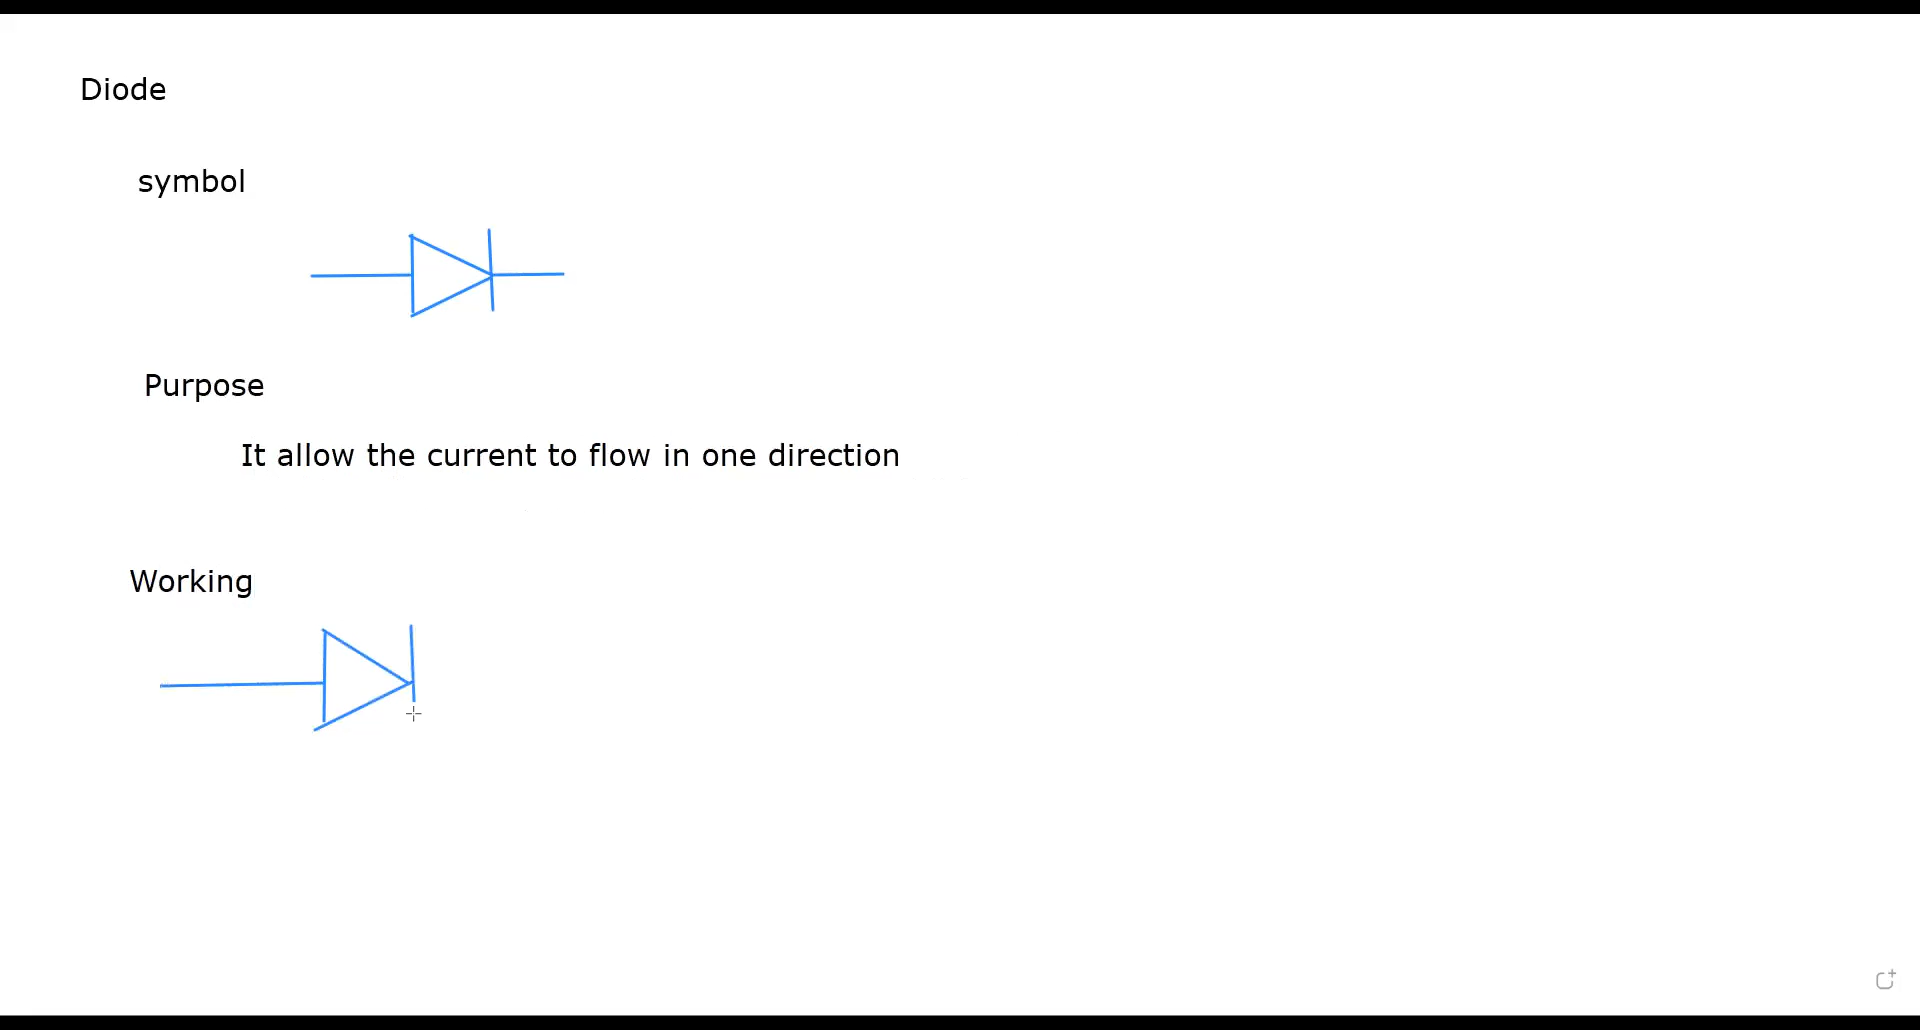 Diode
symbol
Purpose
It allow the current to flow in one direction
Working